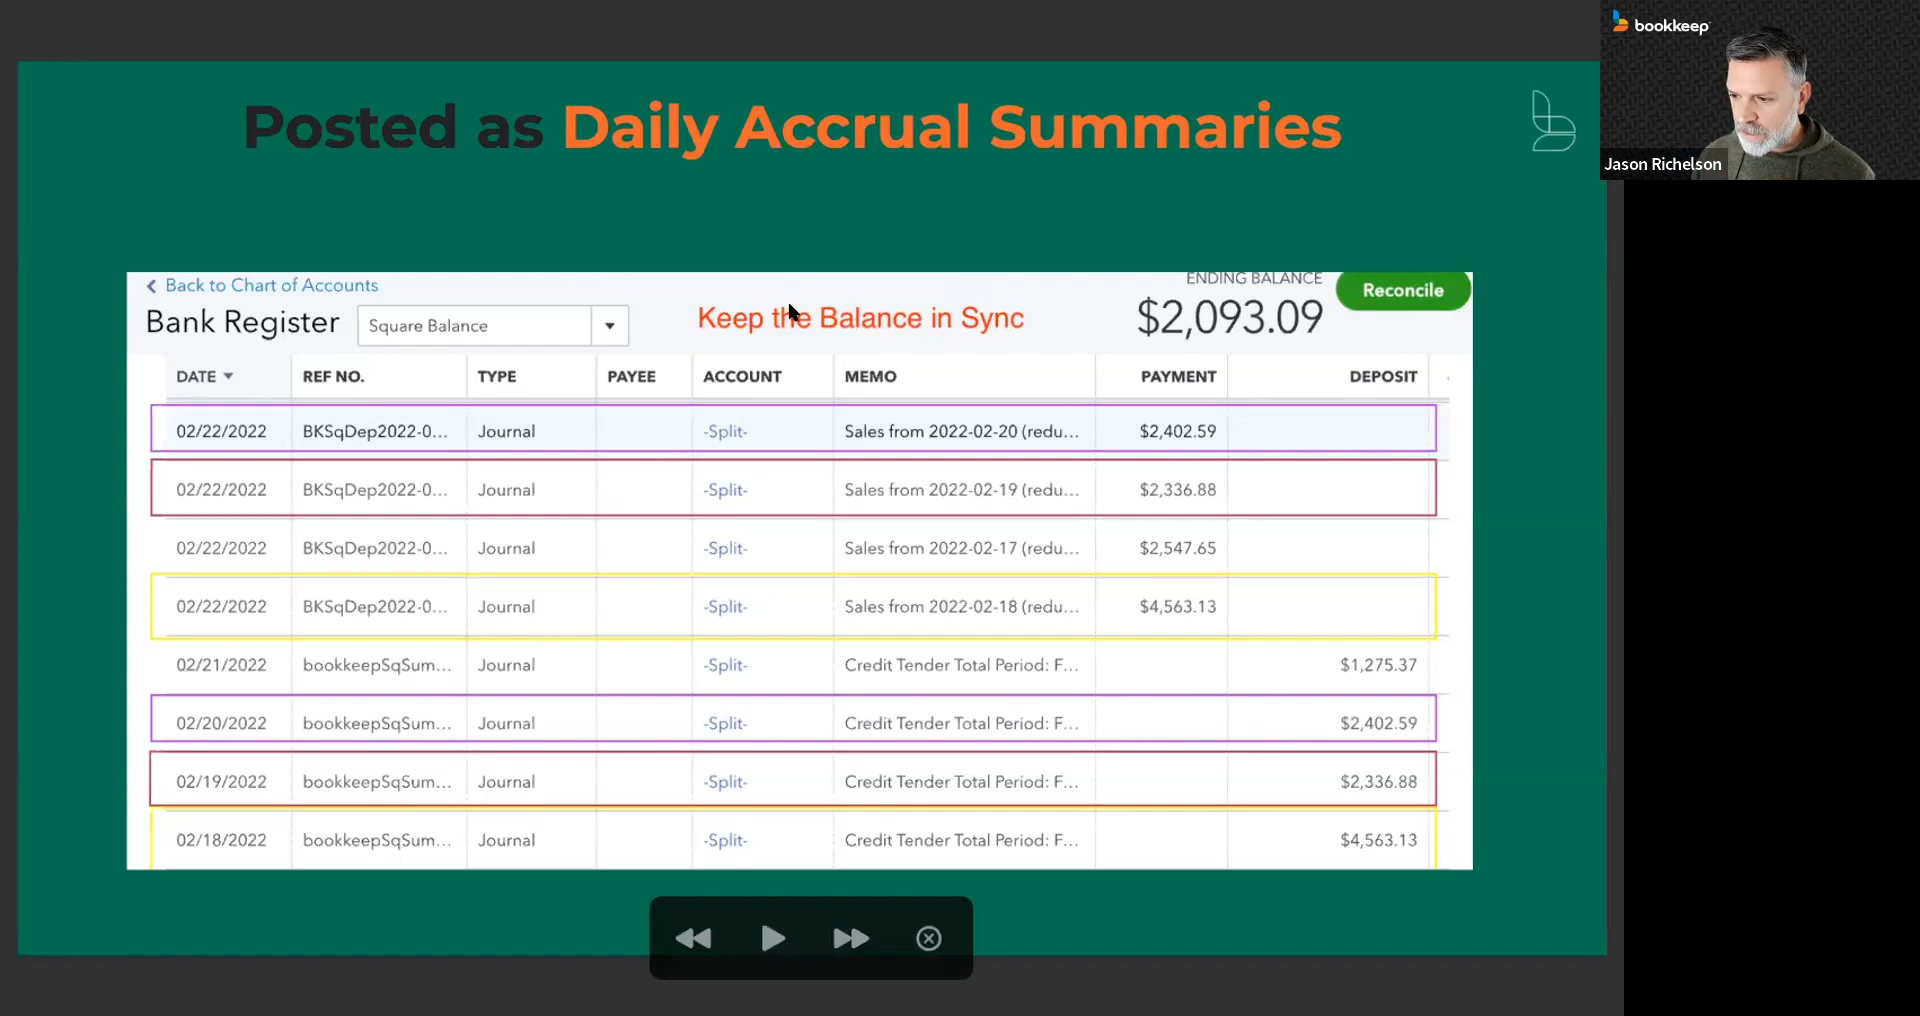 bookkeep
Jason Richelson
Posted as Daily Accrual Summaries
Back to Chart of Accounts
Bank Register
Square Balance
Keep the Balance in Sync
ENDING BALANCE
$2,093.09
Reconcile
DATE REF NO. TYPE PAYEE ACCOUNT MEMO PAYMENT DEPOSIT
02/22/2022 BKSqDep2022-0... Journal -Split- Sales from 2022-02-20 (redu... $2,402.59
02/22/2022 BKSqDep2022-0... Journal -Split- Sales from 2022-02-19 (redu... $2,336.88
02/22/2022 BKSqDep2022-0... Journal -Split- Sales from 2022-02-17 (redu... $2,547.65
02/22/2022 BKSqDep2022-0... Journal -Split- Sales from 2022-02-18 (redu... $4,563.13
02/21/2022 bookkeepSqSum... Journal -Split- Credit Tender Total Period: F... $1,275.37
02/20/2022 bookkeepSqSum... Journal -Split- Credit Tender Total Period: F... $2,402.59
02/19/2022 bookkeepSqSum... Journal -Split- Credit Tender Total Period: F... $2,336.88
02/18/2022 bookkeepSqSum... Journal -Split- Credit Tender Total Period: F... $4,563.13